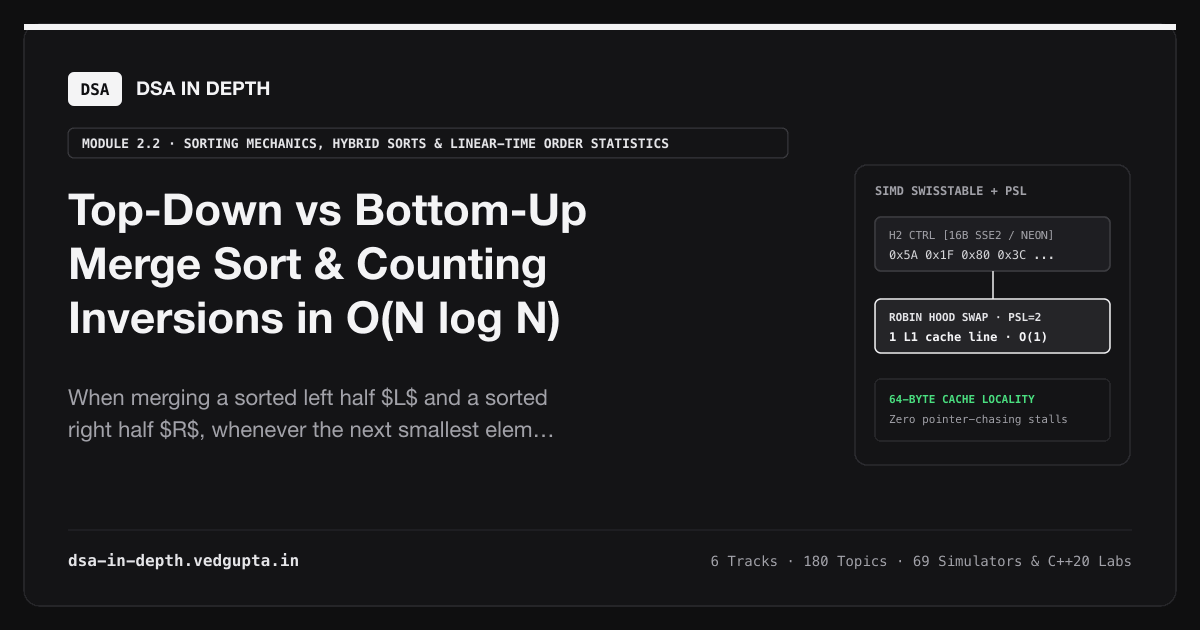 DSA
DSA IN DEPTH
MODULE 2.2 · SORTING MECHANICS, HYBRID SORTS & LINEAR-TIME ORDER STATISTICS
Top-Down vs Bottom-Up
Merge Sort & Counting
Inversions in O(N log N)
When merging a sorted left half $L$ and a sorted
right half $R$, whenever the next smallest elem…
SIMD SWISSTABLE + PSL
H2 CTRL [16B SSE2 / NEON]
0x5A 0x1F 0x80 0x3C ...
ROBIN HOOD SWAP · PSL=2
1 L1 cache line · O(1)
64-BYTE CACHE LOCALITY
Zero pointer-chasing stalls
dsa-in-depth.vedgupta.in
6 Tracks · 180 Topics · 69 Simulators & C++20 Labs